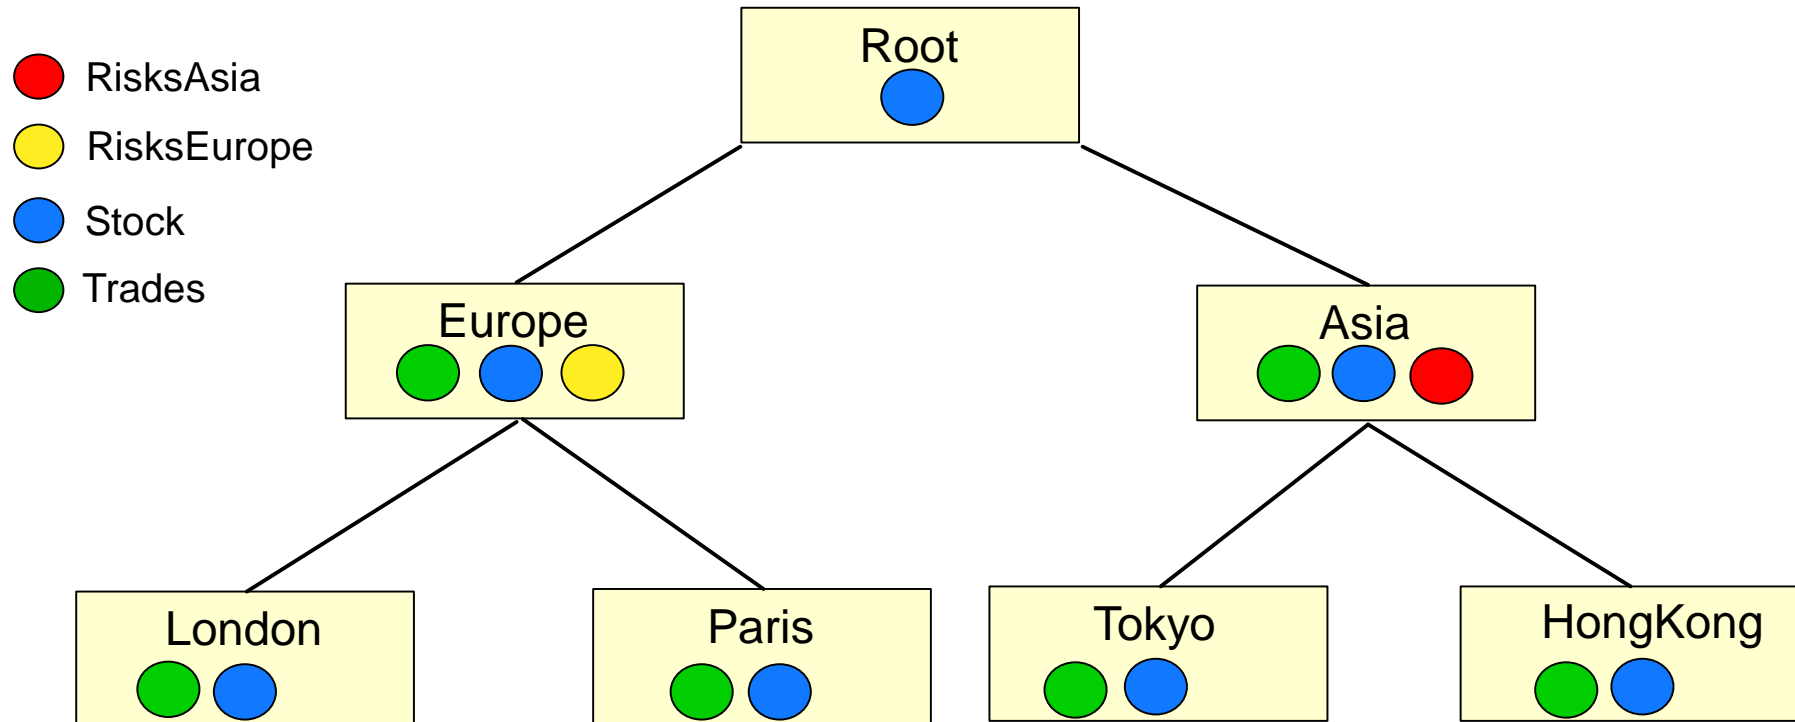 Root
RisksAsia
RisksEurope
Stock
Trades
Europe
Asia
London
Paris
Tokyo
HongKong